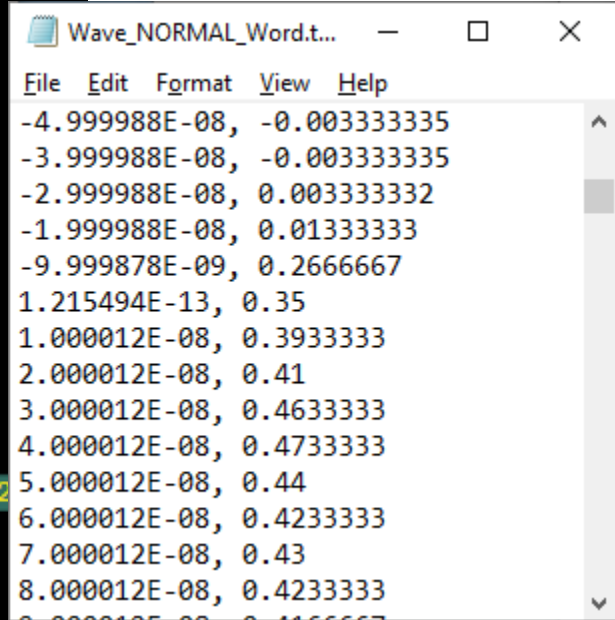 Wave_NORMAL_Word.t...
File Edit Format View Help
-4.999988E-08, -0.003333335
-3.999988E-08, -0.003333335
-2.999988E-08, 0.003333332
-1.999988E-08, 0.01333333
-9.999878E-09, 0.2666667
1.215494E-13, 0.35
1.000012E-08, 0.3933333
2.000012E-08, 0.41
3.000012E-08, 0.4633333
4.000012E-08, 0.4733333
5.000012E-08, 0.44
6.000012E-08, 0.4233333
7.000012E-08, 0.43
8.000012E-08, 0.4233333